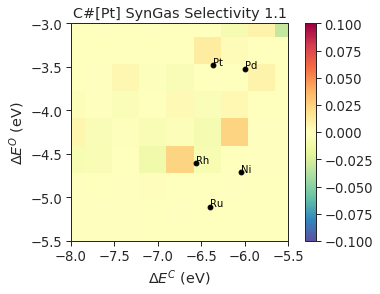 C#[Pt] SynGas Selectivity 1.1
ΔE^O (eV)
−3.0
−3.5
−4.0
−4.5
−5.0
−5.5
Pt
Pd
Rh
Ni
Ru
−8.0 −7.5 −7.0 −6.5 −6.0 −5.5
ΔE^C (eV)
0.100
0.075
0.050
0.025
0.000
−0.025
−0.050
−0.075
−0.100